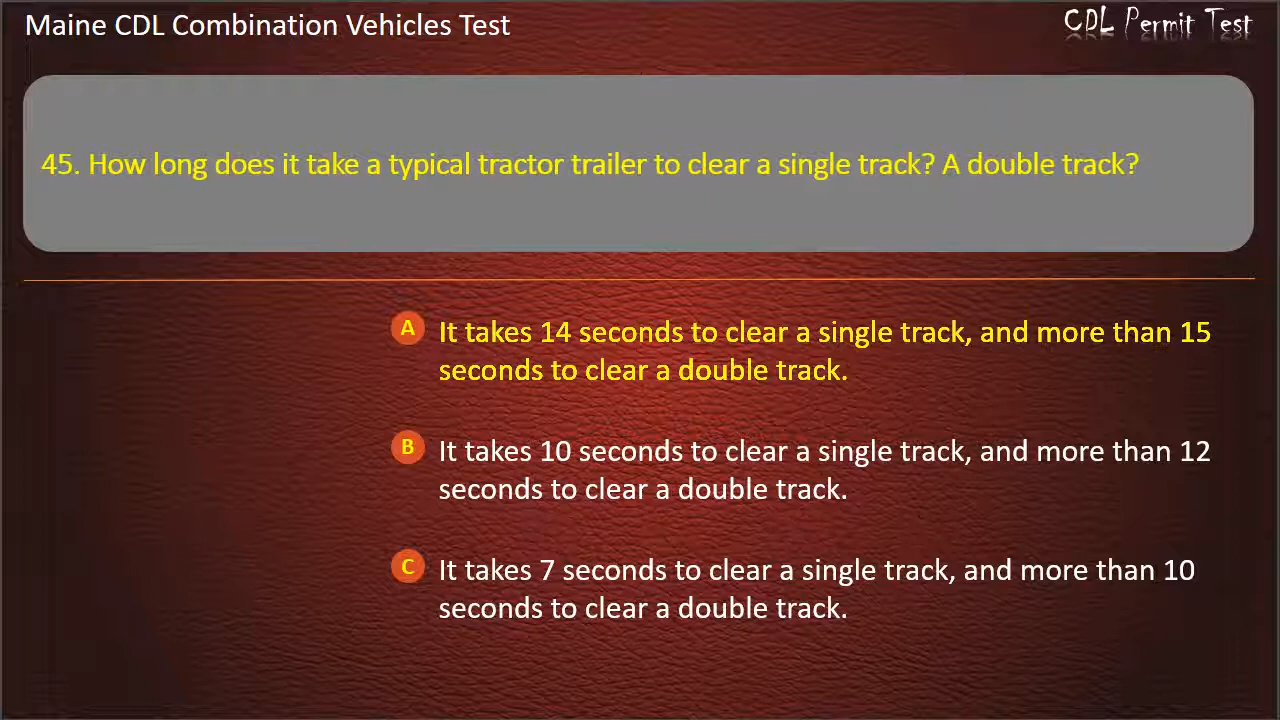 Maine CDL Combination Vehicles Test
CDL Permit Test
45. How long does it take a typical tractor trailer to clear a single track? A double track?
A It takes 14 seconds to clear a single track, and more than 15
seconds to clear a double track.
B It takes 10 seconds to clear a single track, and more than 12
seconds to clear a double track.
C It takes 7 seconds to clear a single track, and more than 10
seconds to clear a double track.